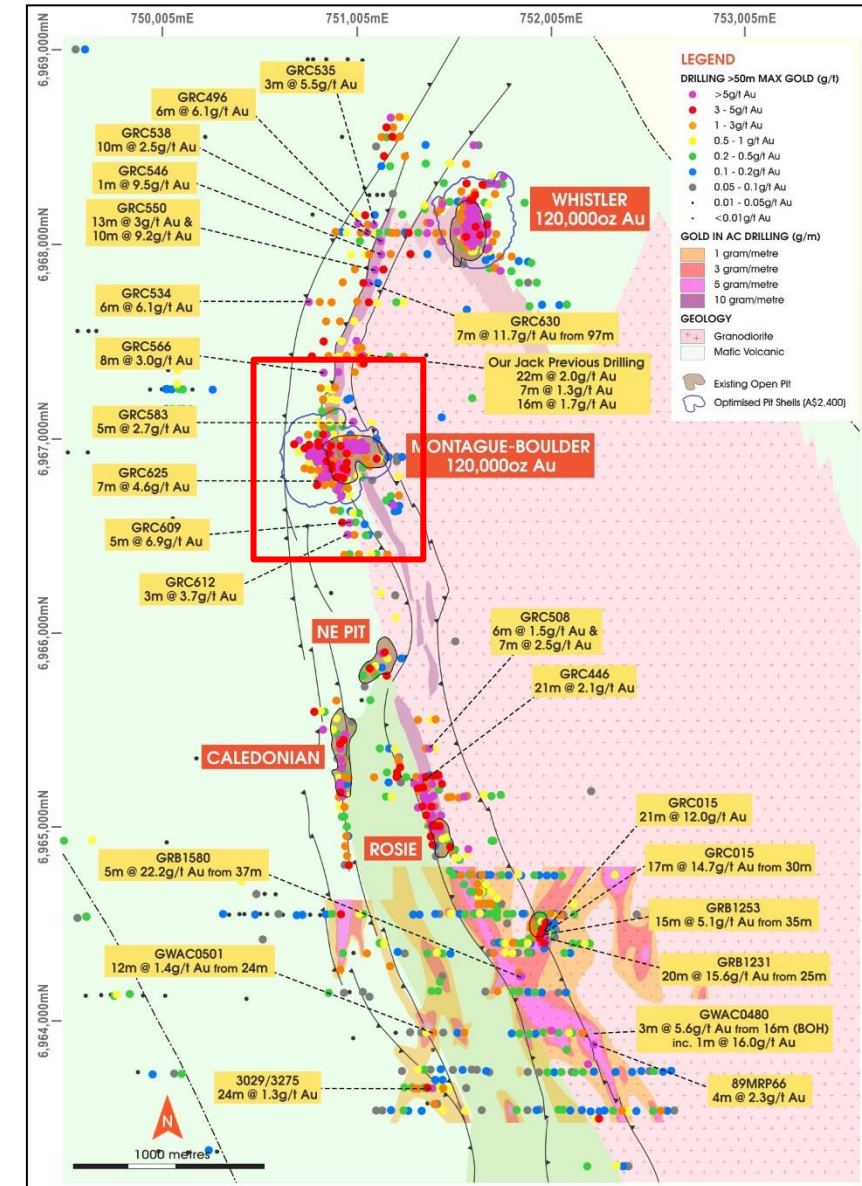 750,005mE
751,005mE
752,005mE
753,005mE
6,969,000mN
6,968,000mN
6,967,000mN
6,966,000mN
6,965,000mN
6,964,000mN
GRC535
3m @ 5.5g/t Au
GRC496
6m @ 6.1g/t Au
GRC538
10m @ 2.5g/t Au
GRC546
1m @ 9.5g/t Au
GRC550
13m @ 3g/t Au &
10m @ 9.2g/t Au
GRC534
6m @ 6.1g/t Au
GRC566
8m @ 3.0g/t Au
GRC583
5m @ 2.7g/t Au
GRC625
7m @ 4.6g/t Au
GRC609
5m @ 6.9g/t Au
GRC612
3m @ 3.7g/t Au
WHISTLER
120,000oz Au
GRC630
7m @ 11.7g/t Au from 97m
Our Jack Previous Drilling
22m @ 2.0g/t Au
7m @ 1.3g/t Au
16m @ 1.7g/t Au
MONTAGUE-BOULDER
120,000oz Au
NE PIT
GRC508
6m @ 1.5g/t Au &
7m @ 2.5g/t Au
GRC446
21m @ 2.1g/t Au
CALEDONIAN
ROSIE
GRB1580
5m @ 22.2g/t Au from 37m
GWAC0501
12m @ 1.4g/t Au from 24m
3029/3275
24m @ 1.3g/t Au
GRC015
21m @ 12.0g/t Au
GRC015
17m @ 14.7g/t Au from 30m
GRB1253
15m @ 5.1g/t Au from 35m
GRB1231
20m @ 15.6g/t Au from 25m
GWAC0480
3m @ 5.6g/t Au from 16m (BOH)
inc. 1m @ 16.0g/t Au
89MRP66
4m @ 2.3g/t Au
N
1000 metres
LEGEND
DRILLING >50m MAX GOLD (g/t)
>5g/t Au
3 - 5g/t Au
1 - 3g/t Au
0.5 - 1 g/t Au
0.2 - 0.5g/t Au
0.1 - 0.2g/t Au
0.05 - 0.1g/t Au
0.01 - 0.05g/t Au
<0.01g/t Au
GOLD IN AC DRILLING (g/m)
1 gram/metre
3 gram/metre
5 gram/metre
10 gram/metre
GEOLOGY
Granodiorite
Mafic Volcanic
Existing Open Pit
Optimised Pit Shells (A$2,400)